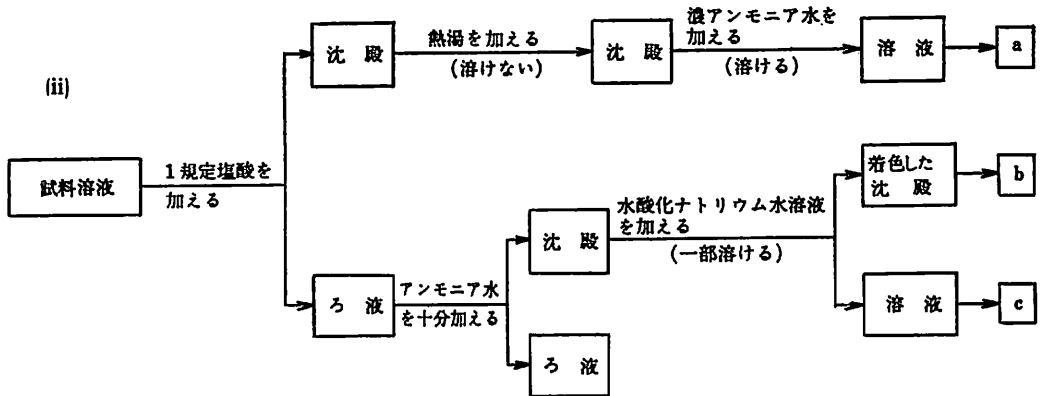 (ii)
試料溶液
1規定塩酸を
加える
沈殿
熱湯を加える
(溶けない)
沈殿
濃アンモニア水を
加える
(溶ける)
溶液
a
ろ液
アンモニア水
を十分加える
沈殿
水酸化ナトリウム水溶液
を加える
(一部溶ける)
着色した
沈殿
b
溶液
c
ろ液